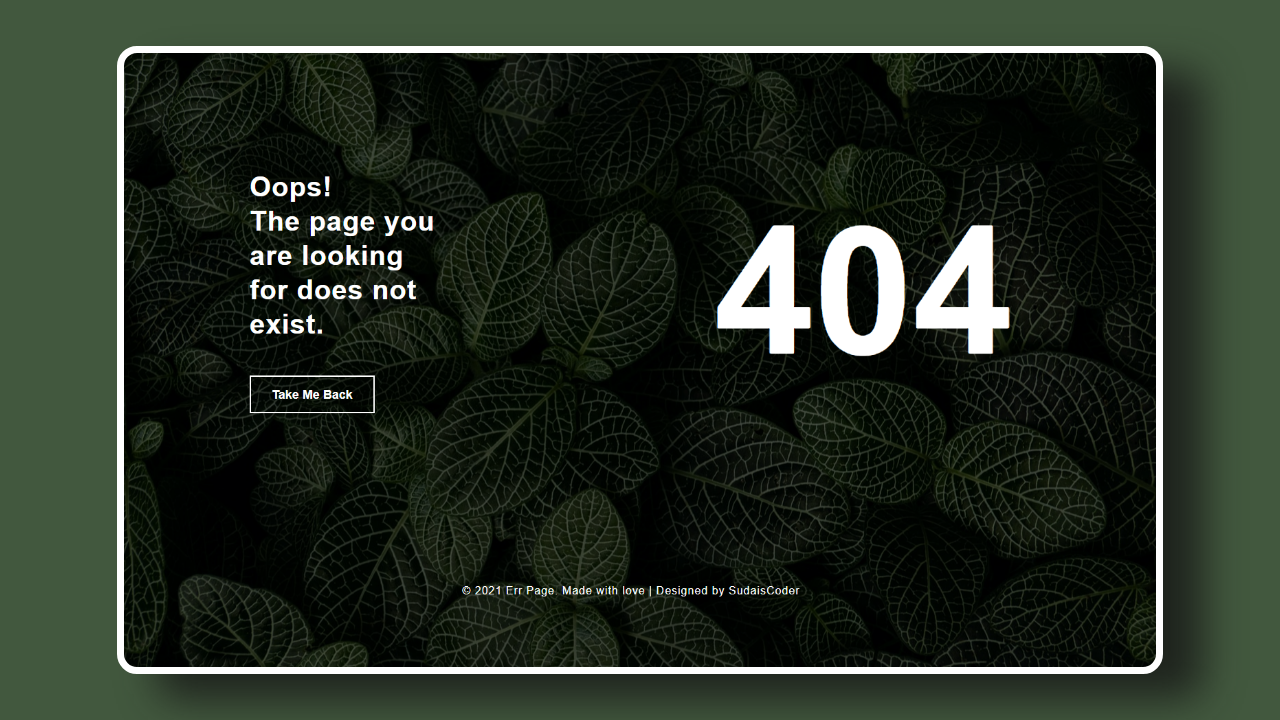 Oops!
The page you
are looking
for does not
exist.
Take Me Back
404
© 2021 Err Page. Made with love | Designed by SudaisCoder